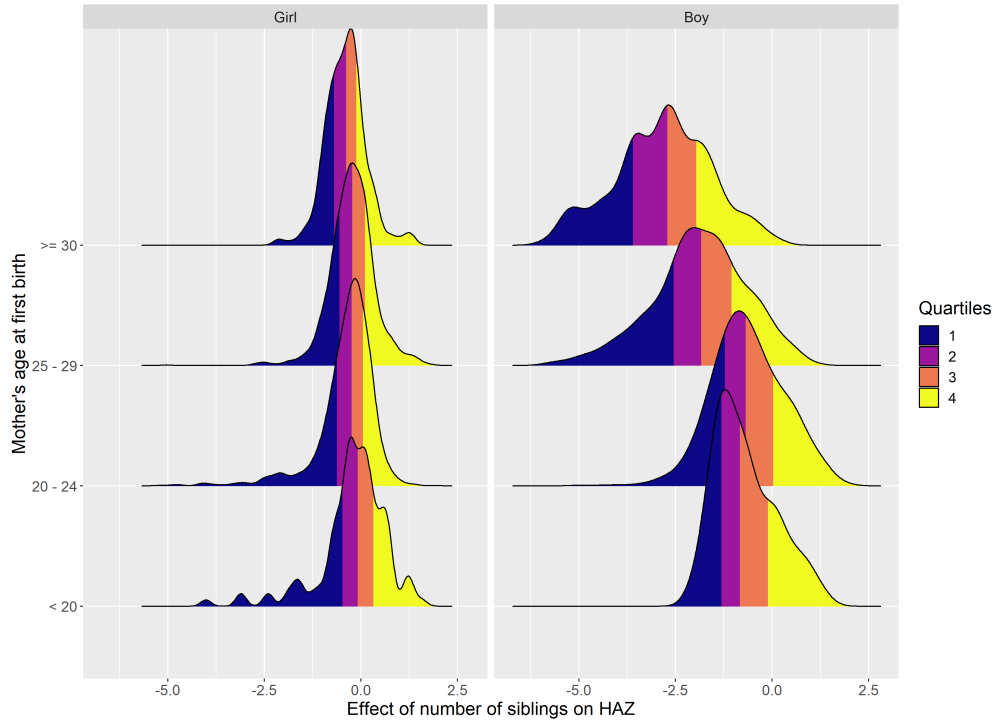 Girl
Boy
Mother's age at first birth
>= 30
25 - 29
20 - 24
< 20
-5.0 -2.5 0.0 2.5
-5.0 -2.5 0.0 2.5
Effect of number of siblings on HAZ
Quartiles
1
2
3
4